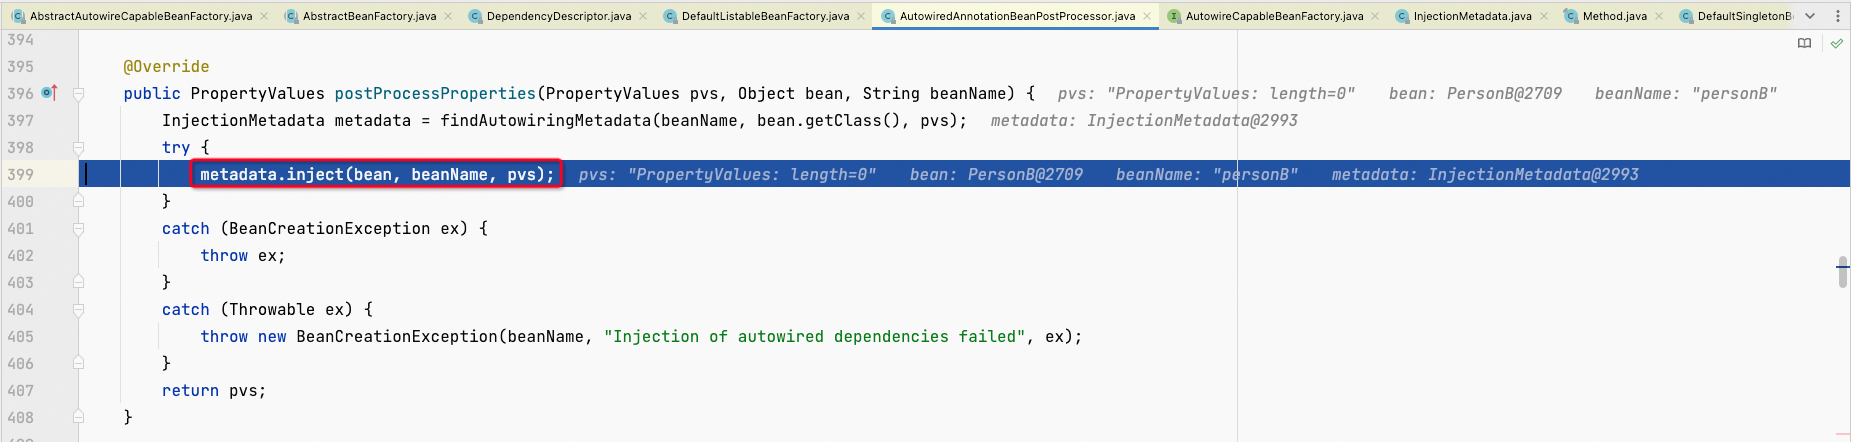 AbstractAutowireCapableBeanFactory.java AbstractBeanFactory.java DependencyDescriptor.java DefaultListableBeanFactory.java AutowiredAnnotationBeanPostProcessor.java AutowireCapableBeanFactory.java InjectionMetadata.java Method.java DefaultSingletonB
394
395 @Override
396 public PropertyValues postProcessProperties(PropertyValues pvs, Object bean, String beanName) { pvs: "PropertyValues: length=0" bean: PersonB@2709 beanName: "personB"
397 InjectionMetadata metadata = findAutowiringMetadata(beanName, bean.getClass(), pvs); metadata: InjectionMetadata@2993
398 try {
399 metadata.inject(bean, beanName, pvs); pvs: "PropertyValues: length=0" bean: PersonB@2709 beanName: "personB" metadata: InjectionMetadata@2993
400 }
401 catch (BeanCreationException ex) {
402 throw ex;
403 }
404 catch (Throwable ex) {
405 throw new BeanCreationException(beanName, "Injection of autowired dependencies failed", ex);
406 }
407 return pvs;
408 }